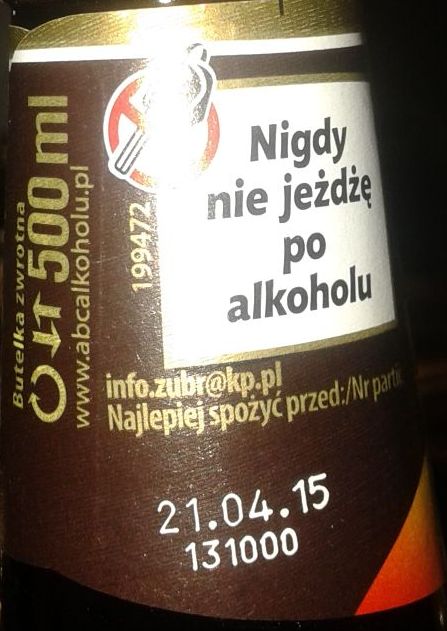 Nigdy
nie jeżdżę
po
alkoholu
199472
Butelka zwrotna
500 ml
www.abcalkoholu.pl
info.zubr@kp.pl
Najlepiej spożyć przed:/Nr partii
21.04.15
131000